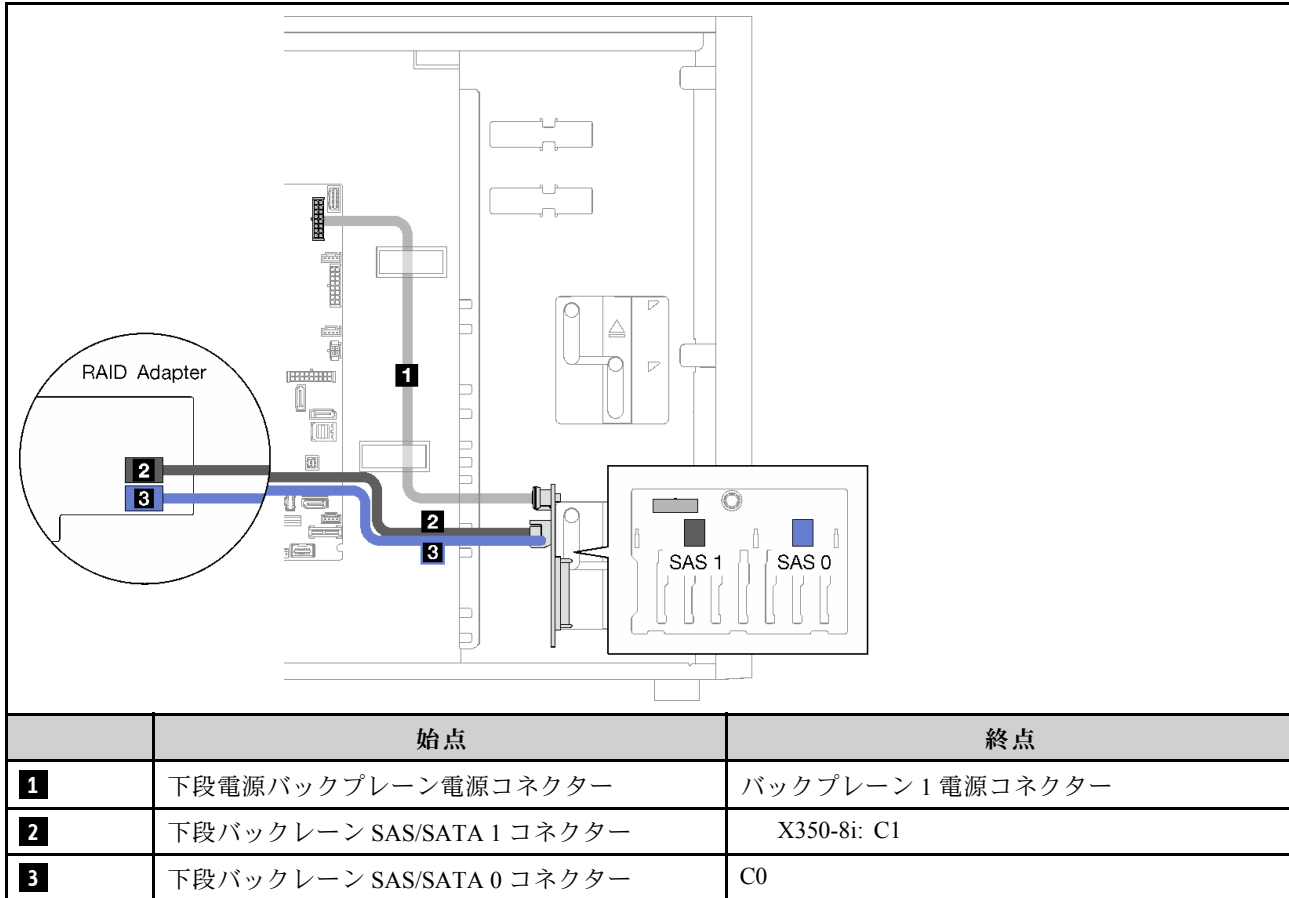 RAID Adapter
1
2
3
2
3
SAS 1 SAS 0
始点 終点
1 下段電源バックプレーン電源コネクター バックプレーン 1 電源コネクター
2 下段バックレーン SAS/SATA 1 コネクター X350-8i: C1
3 下段バックレーン SAS/SATA 0 コネクター C0